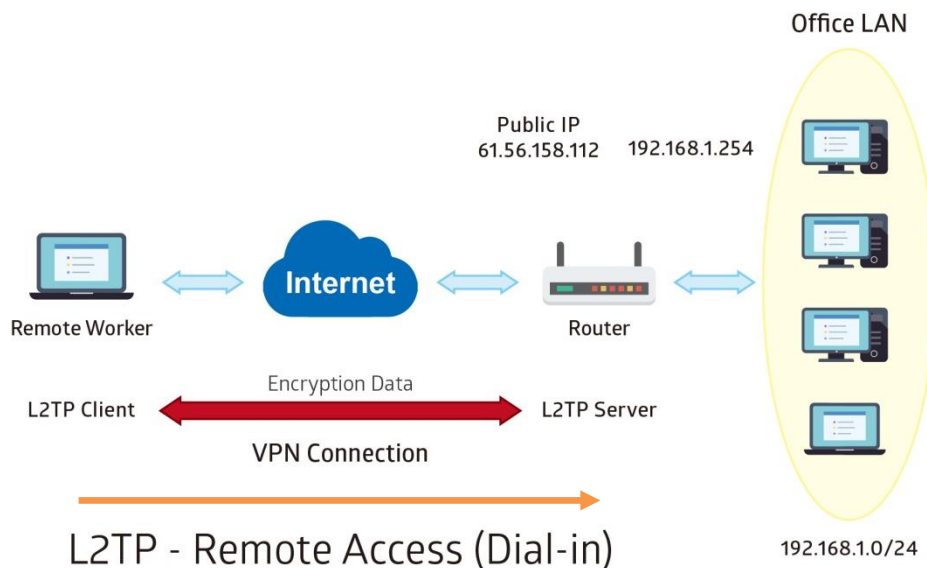 Office LAN
Public IP
61.56.158.112
192.168.1.254
Internet
Remote Worker
Router
Encryption Data
L2TP Client
L2TP Server
VPN Connection
L2TP - Remote Access (Dial-in)
192.168.1.0/24